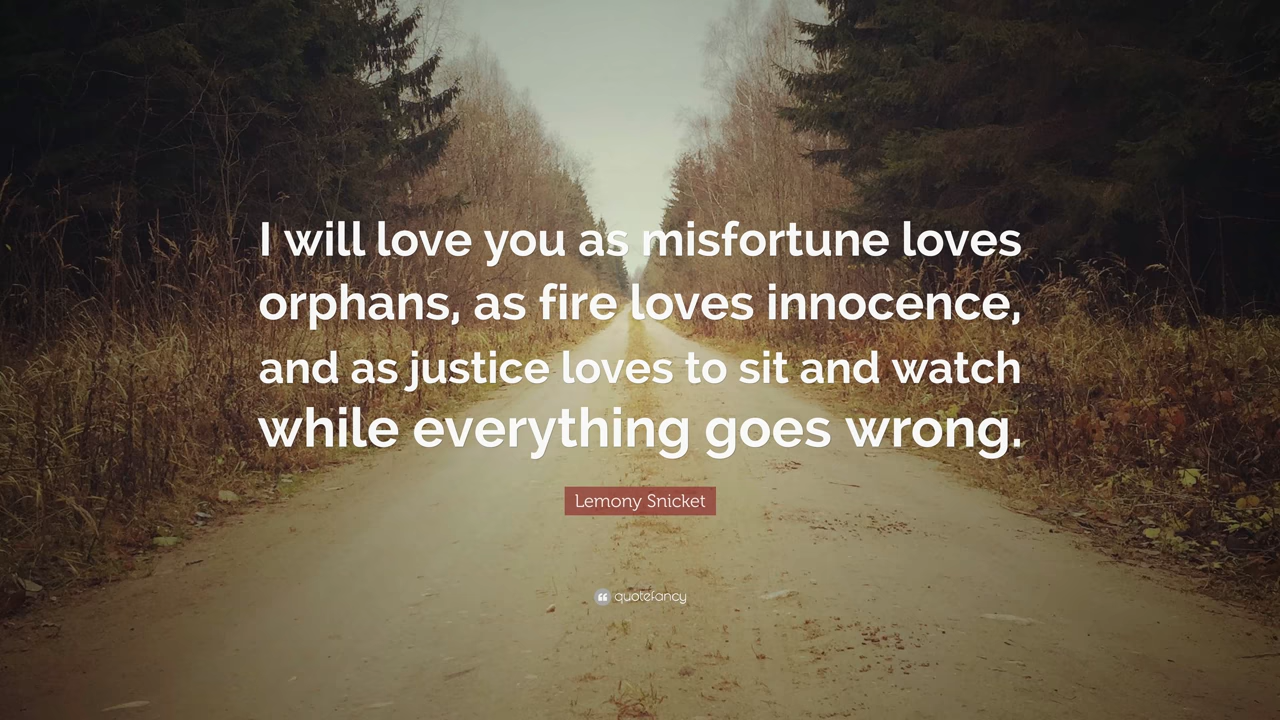 I will love you as misfortune loves
orphans, as fire loves innocence,
and as justice loves to sit and watch
while everything goes wrong.
Lemony Snicket
quotefancy